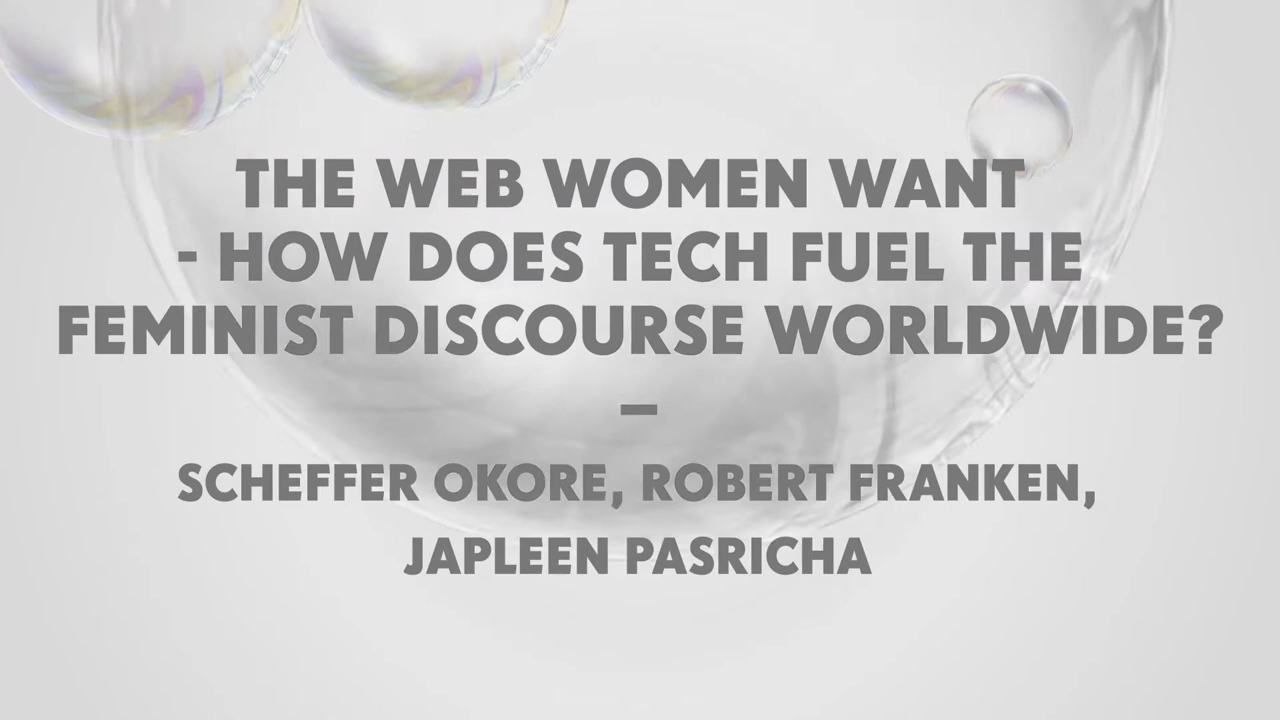 THE WEB WOMEN WANT
- HOW DOES TECH FUEL THE
FEMINIST DISCOURSE WORLDWIDE?
–
SCHEFFER OKORE, ROBERT FRANKEN,
JAPLEEN PASRICHA